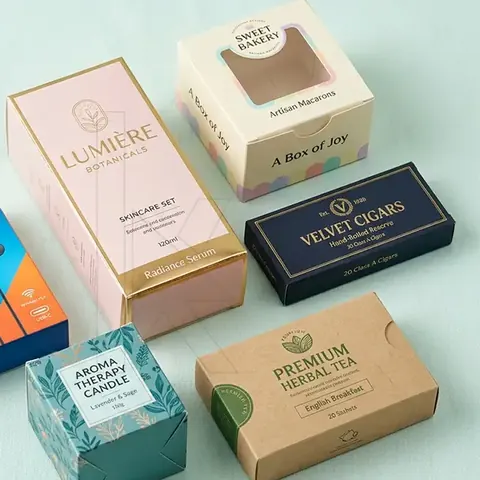 SWEET
BAKERY
Artisan Macarons
A Box of Joy
A Box of Joy
LUMIÈRE
BOTANICALS
SKINCARE SET
120ml
Radiance Serum
Est. V 1920
VELVET CIGARS
Hand-Rolled Reserve
20 Class A Cigars
USB-C
AROMA
THERAPY
CANDLE
Lavender & Sage
PREMIUM
HERBAL TEA
English Breakfast
20 Sachets